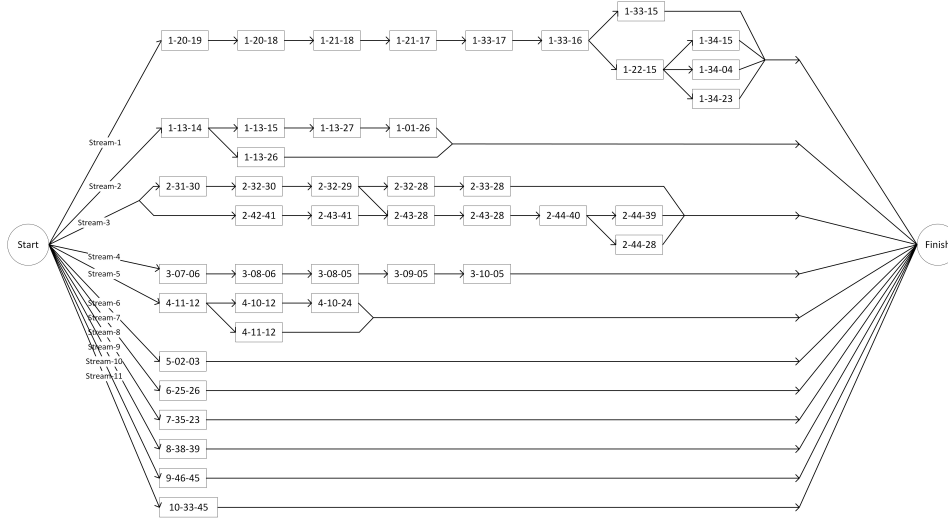 1-33-15
1-20-19 1-20-18 1-21-18 1-21-17 1-33-17 1-33-16 1-34-15
1-22-15 1-34-04
1-34-23
1-13-14 1-13-15 1-13-27 1-01-26
Stream-1
1-13-26
Stream-2 2-31-30 2-32-30 2-32-29 2-32-28 2-33-28
Stream-3 2-42-41 2-43-41 2-43-28 2-43-28 2-44-40 2-44-39
Start 2-44-28 Finish
Stream-4
Stream-5 3-07-06 3-08-06 3-08-05 3-09-05 3-10-05
Stream-6 4-11-12 4-10-12 4-10-24
Stream-7
Stream-8 4-11-12
Stream-9
Stream-10 5-02-03
Stream-11
6-25-26
7-35-23
8-38-39
9-46-45
10-33-45